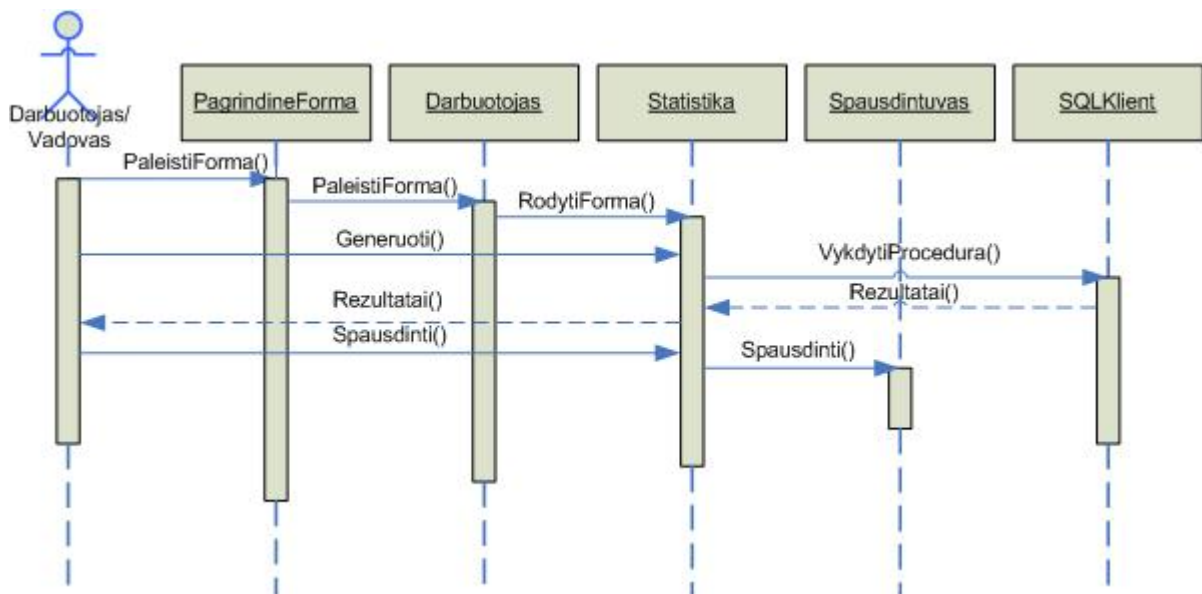 Darbuotojas/
Vadovas
PagrindineForma
Darbuotojas
Statistika
Spausdintuvas
SQLKlient
PaleistiForma()
PaleistiForma()
RodytiForma()
Generuoti()
VykdytiProcedura()
Rezultatai()
Rezultatai()
Spausdinti()
Spausdinti()